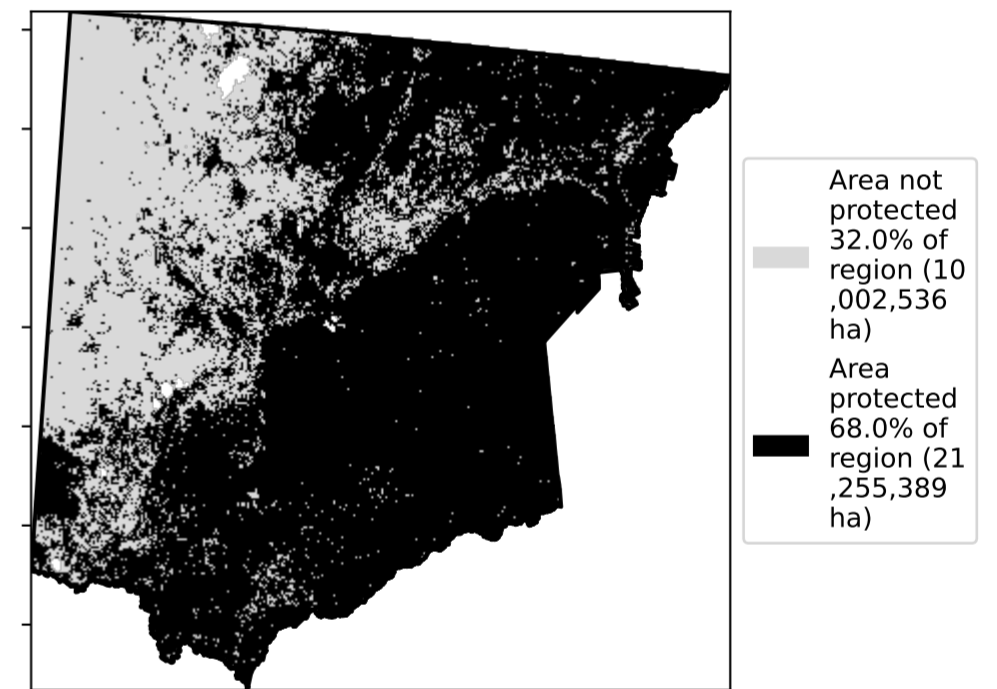 Area not
protected
32.0% of
region (10
,002,536
ha)
Area
protected
68.0% of
region (21
,255,389
ha)